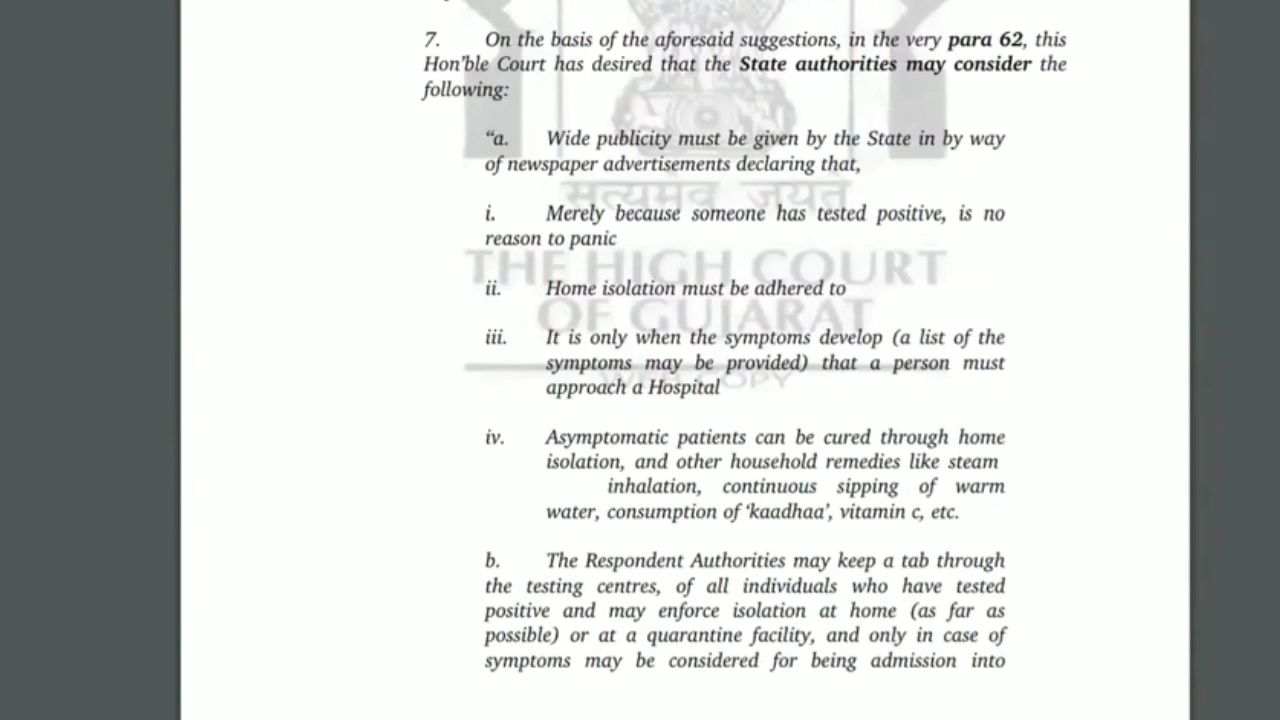 7. On the basis of the aforesaid suggestions, in the very para 62, this
Hon'ble Court has desired that the State authorities may consider the
following:
“a. Wide publicity must be given by the State in by way
of newspaper advertisements declaring that,
सत्यमेव जयते
i. Merely because someone has tested positive, is no
reason to panic
THE HIGH COURT
ii. Home isolation must be adhered to
OF GUJARAT
iii. It is only when the symptoms develop (a list of the
symptoms may be provided) that a person must
WEB COPY
approach a Hospital
iv. Asymptomatic patients can be cured through home
isolation, and other household remedies like steam
inhalation, continuous sipping of warm
water, consumption of ‘kaadhaa’, vitamin c, etc.
b. The Respondent Authorities may keep a tab through
the testing centres, of all individuals who have tested
positive and may enforce isolation at home (as far as
possible) or at a quarantine facility, and only in case of
symptoms may be considered for being admission into